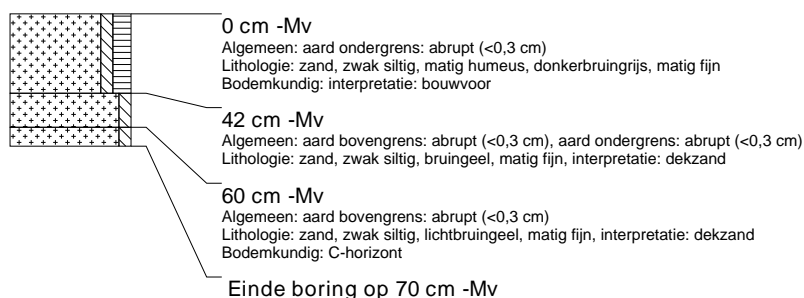 0 cm -Mv
Algemeen: aard ondergrens: abrupt (<0,3 cm)
Lithologie: zand, zwak siltig, matig humeus, donkerbruingrijs, matig fijn
Bodemkundig: interpretatie: bouwvoor
42 cm -Mv
Algemeen: aard bovengrens: abrupt (<0,3 cm), aard ondergrens: abrupt (<0,3 cm)
Lithologie: zand, zwak siltig, bruingeel, matig fijn, interpretatie: dekzand
60 cm -Mv
Algemeen: aard bovengrens: abrupt (<0,3 cm)
Lithologie: zand, zwak siltig, lichtbruingeel, matig fijn, interpretatie: dekzand
Bodemkundig: C-horizont
Einde boring op 70 cm -Mv